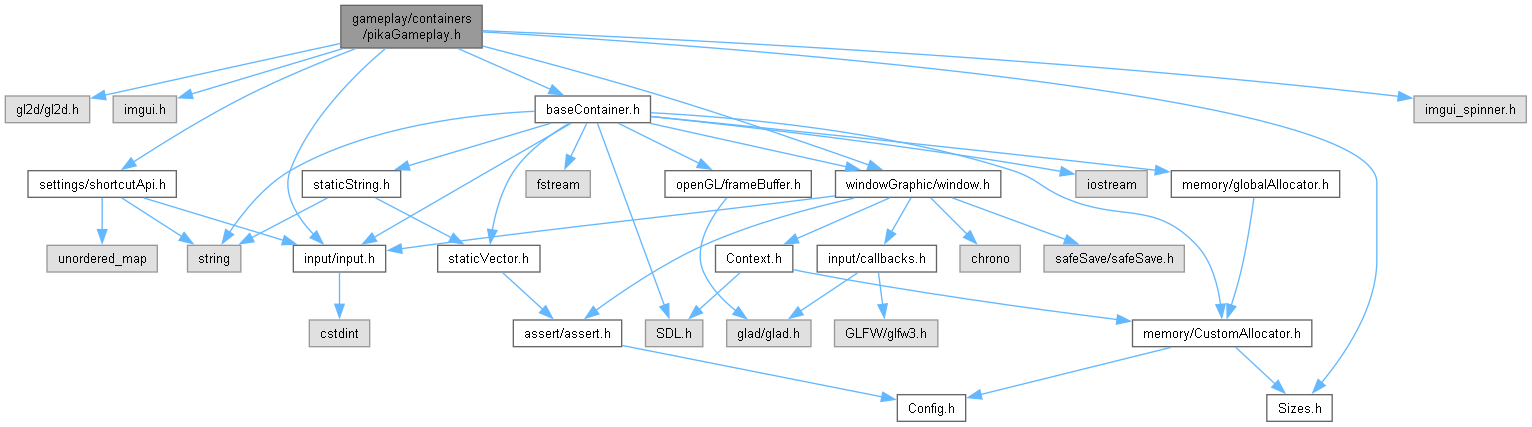 gameplay/containers
/pikaGameplay.h
gl2d/gl2d.h
imgui.h
baseContainer.h
imgui_spinner.h
settings/shortcutApi.h
staticString.h
fstream
openGL/frameBuffer.h
windowGraphic/window.h
iostream
memory/globalAllocator.h
unordered_map
string
input/input.h
staticVector.h
Context.h
input/callbacks.h
chrono
safeSave/safeSave.h
cstdint
assert/assert.h
SDL.h
glad/glad.h
GLFW/glfw3.h
memory/CustomAllocator.h
Config.h
Sizes.h